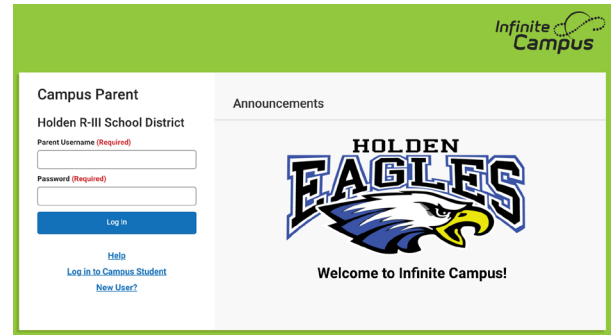 Infinite
Campus
Campus Parent
Holden R-III School District
Parent Username (Required)
Password (Required)
Log In
Help
Log in to Campus Student
New User?
Announcements
HOLDEN
EAGLES
Welcome to Infinite Campus!